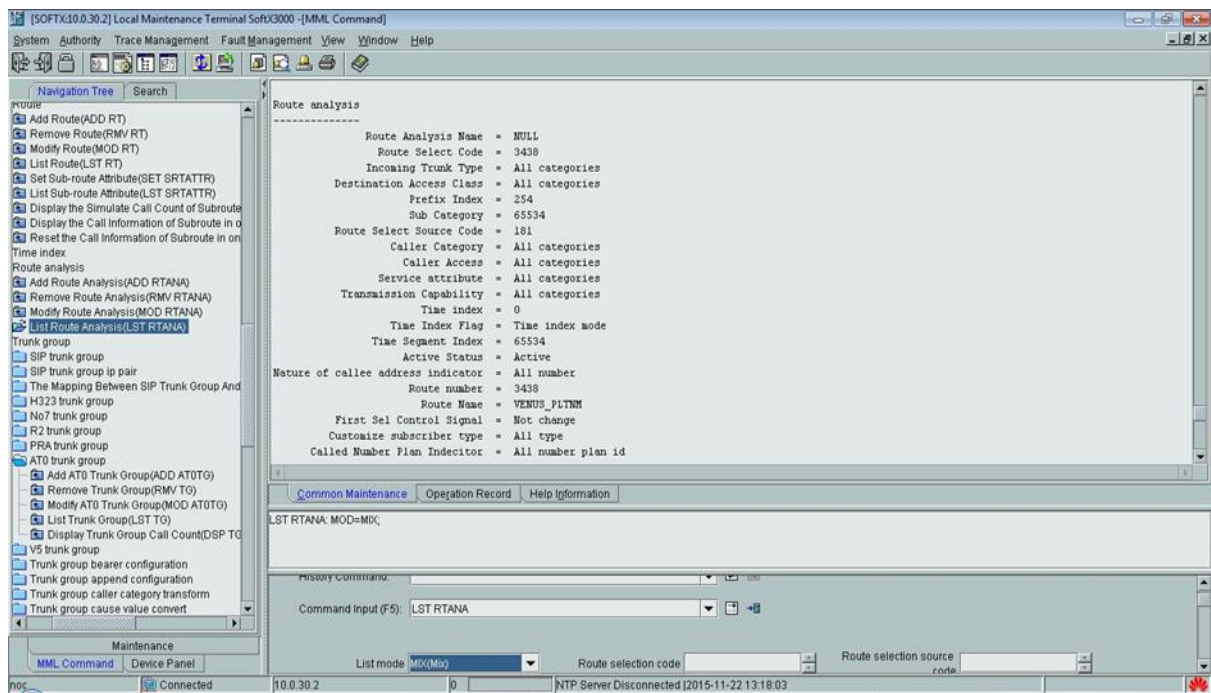 [SOFTX:10.0.30.2] Local Maintenance Terminal SoftX3000 -[MML Command]
System Authority Trace Management Fault Management View Window Help
Navigation Tree Search
Route
Add Route(ADD RT)
Remove Route(RMV RT)
Modify Route(MOD RT)
List Route(LST RT)
Set Sub-route Attribute(SET SRTATTR)
List Sub-route Attribute(LST SRTATTR)
Display the Simulate Call Count of Subroute
Display the Call Information of Subroute in o
Reset the Call Information of Subroute in on
Time index
Route analysis
Add Route Analysis(ADD RTANA)
Remove Route Analysis(RMV RTANA)
Modify Route Analysis(MOD RTANA)
List Route Analysis(LST RTANA)
Trunk group
SIP trunk group
SIP trunk group ip pair
The Mapping Between SIP Trunk Group And
H323 trunk group
No7 trunk group
R2 trunk group
PRA trunk group
AT0 trunk group
Add AT0 Trunk Group(ADD AT0TG)
Remove Trunk Group(RMV TG)
Modify AT0 Trunk Group(MOD AT0TG)
List Trunk Group(LST TG)
Display Trunk Group Call Count(DSP TG
V5 trunk group
Trunk group bearer configuration
Trunk group append configuration
Trunk group caller category transform
Trunk group cause value convert
Maintenance
MML Command Device Panel
Route analysis
--------------
Route Analysis Name = NULL
Route Select Code = 3438
Incoming Trunk Type = All categories
Destination Access Class = All categories
Prefix Index = 254
Sub Category = 65534
Route Select Source Code = 181
Caller Category = All categories
Caller Access = All categories
Service attribute = All categories
Transmission Capability = All categories
Time index = 0
Time Index Flag = Time index mode
Time Segment Index = 65534
Active Status = Active
Nature of callee address indicator = All number
Route number = 3438
Route Name = VENUS_PLTNM
First Sel Control Signal = Not change
Customize subscriber type = All type
Called Number Plan Indecitor = All number plan id
Common Maintenance Operation Record Help Information
LST RTANA: MOD=MIX;
History Command:
Command Input (F5): LST RTANA
List mode MIX(Mix) Route selection code Route selection source code
noc Connected 10.0.30.2 0 NTP Server Disconnected 2015-11-22 13:18:03